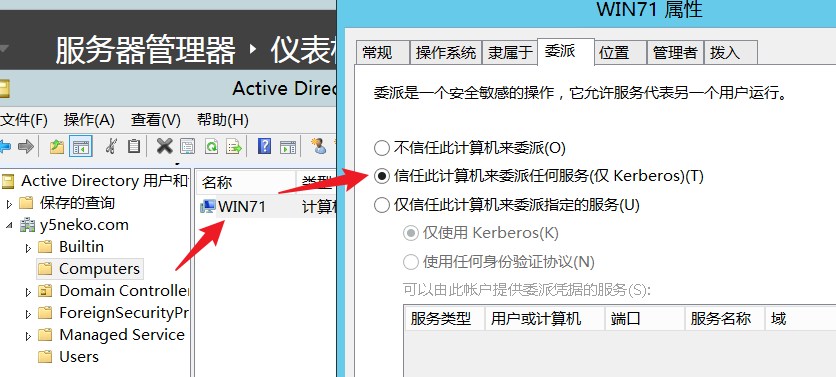 服务器管理器 ‣ 仪表
Active Direc
文件(F) 操作(A) 查看(V) 帮助(H)
Active Directory 用户和
保存的查询
y5neko.com
Builtin
Computers
Domain Controller
ForeignSecurityPr
Managed Service
Users
名称 类型
WIN71 计算机
WIN71 属性
常规 操作系统 隶属于 委派 位置 管理者 拨入
委派是一个安全敏感的操作，它允许服务代表另一个用户运行。
不信任此计算机来委派(O)
信任此计算机来委派任何服务(仅 Kerberos)(T)
仅信任此计算机来委派指定的服务(U)
仅使用 Kerberos(K)
使用任何身份验证协议(N)
可以由此帐户提供委派凭据的服务(S):
服务类型 用户或计算机 端口 服务名称 域